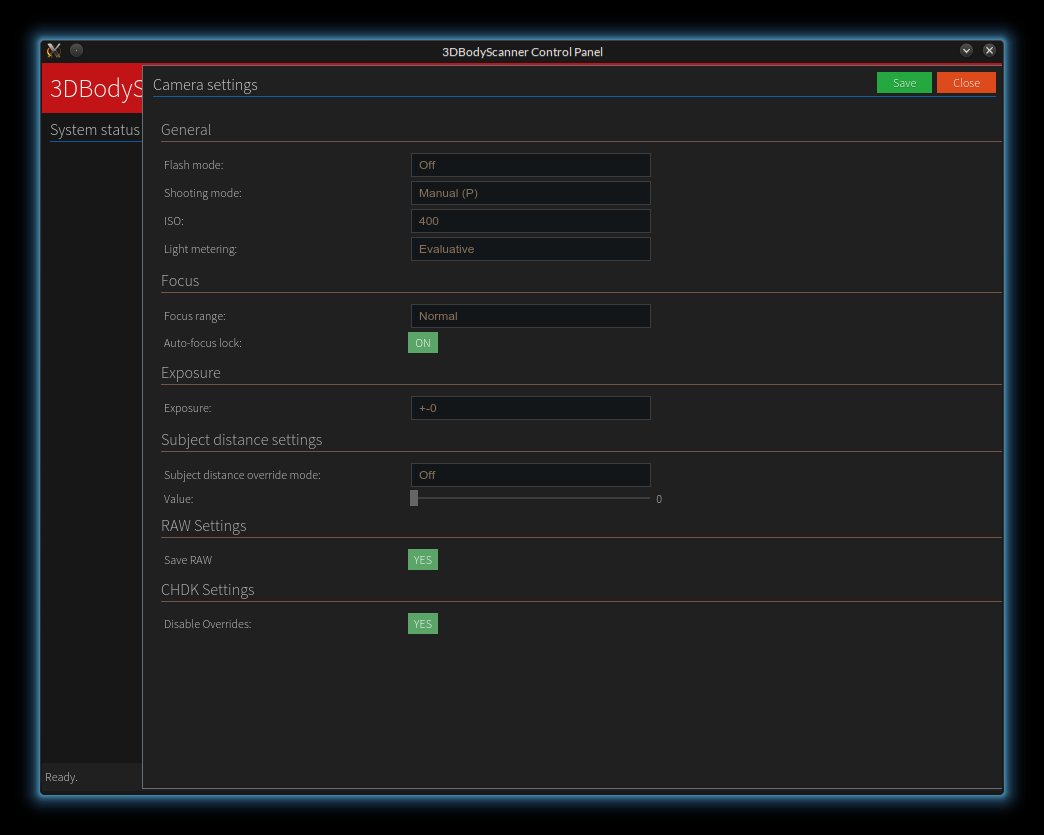 3DBodyScanner Control Panel
3DBodyS
Camera settings
Save
Close
System status
General
Flash mode:
Off
Shooting mode:
Manual (P)
ISO:
400
Light metering:
Evaluative
Focus
Focus range:
Normal
Auto-focus lock:
ON
Exposure
Exposure:
+-0
Subject distance settings
Subject distance override mode:
Off
Value:
0
RAW Settings
Save RAW
YES
CHDK Settings
Disable Overrides:
YES
Ready.